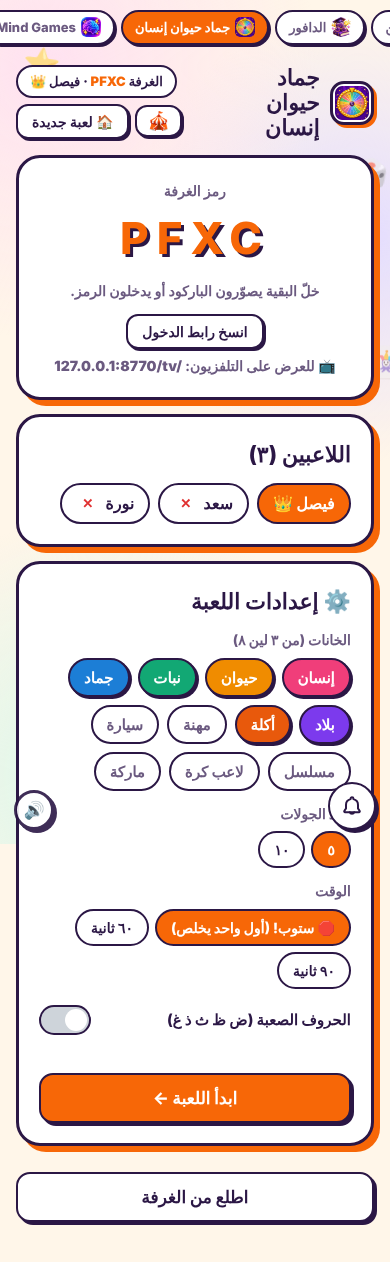 الدافور
جماد حيوان إنسان
Mind Games
جماد
حيوان
إنسان
الغرفة PFXC · فيصل 👑
🎪
🏠 لعبة جديدة
رمز الغرفة
PFXC
خلّ البقية يصوّرون الباركود أو يدخلون الرمز.
انسخ رابط الدخول
📺 للعرض على التلفزيون: 127.0.0.1:8770/tv/
اللاعبين (٣)
فيصل 👑 سعد × نورة ×
⚙️ إعدادات اللعبة
الخانات (من ٣ لين ٨)
إنسان حيوان نبات جماد
بلاد أكلة مهنة سيارة
مسلسل لاعب كرة ماركة
الجولات
٥ ١٠
الوقت
🛑 ستوب! (أول واحد يخلص) ٦٠ ثانية
٩٠ ثانية
الحروف الصعبة (ض ظ ث ذ غ)
ابدأ اللعبة ←
اطلع من الغرفة